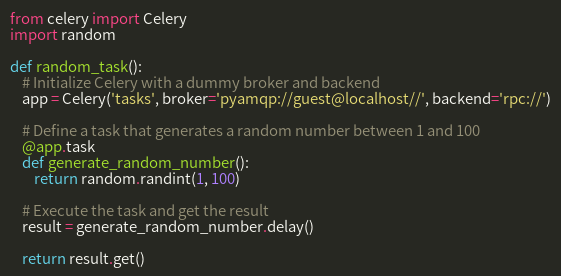 from celery import Celery
import random

def random_task():
    # Initialize Celery with a dummy broker and backend
    app = Celery('tasks', broker='pyamqp://guest@localhost//', backend='rpc://')

    # Define a task that generates a random number between 1 and 100
    @app.task
    def generate_random_number():
        return random.randint(1, 100)

    # Execute the task and get the result
    result = generate_random_number.delay()

    return result.get()